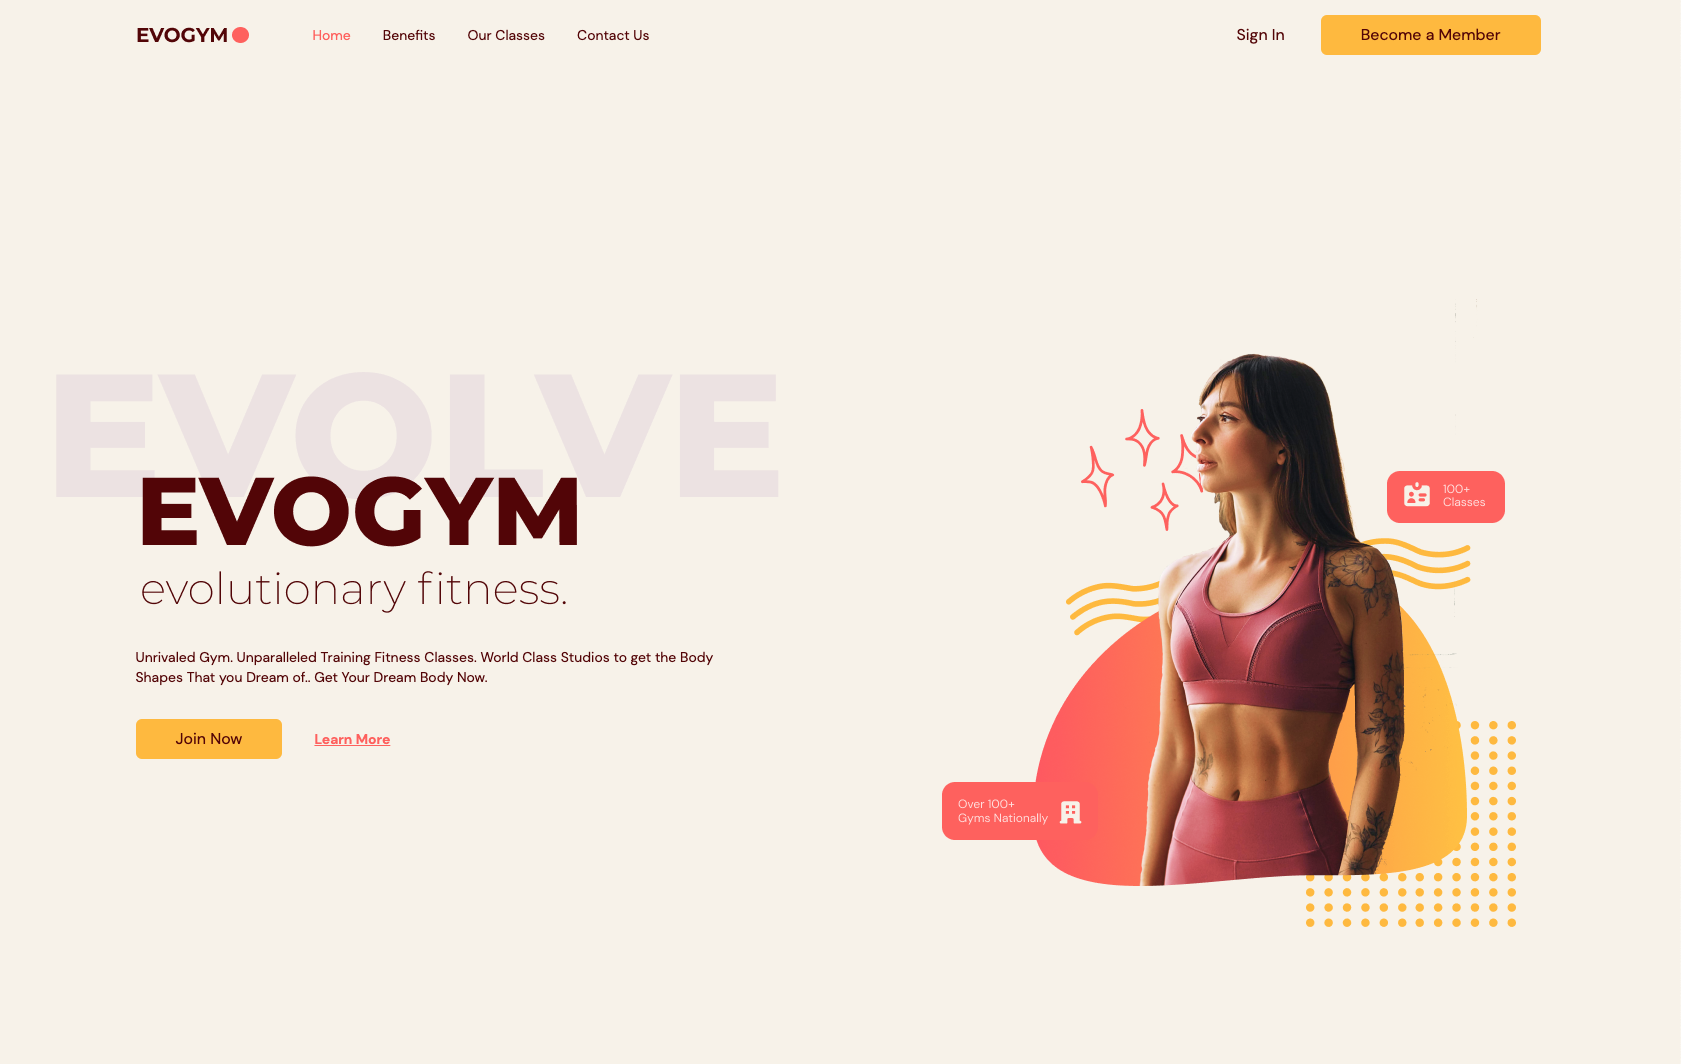 EVOGYM
Home
Benefits
Our Classes
Contact Us
Sign In
Become a Member
EVOLVE
EVOGYM
evolutionary fitness.
Unrivaled Gym. Unparalleled Training Fitness Classes. World Class Studios to get the Body
Shapes That you Dream of.. Get Your Dream Body Now.
Join Now
Learn More
100+
Classes
Over 100+
Gyms Nationally